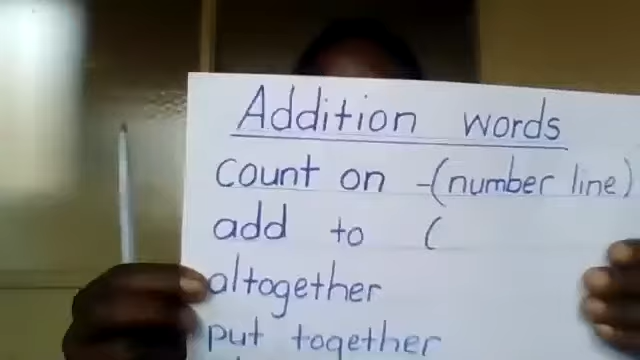 Addition words
count on -(number line)
add to (
altogether
put together